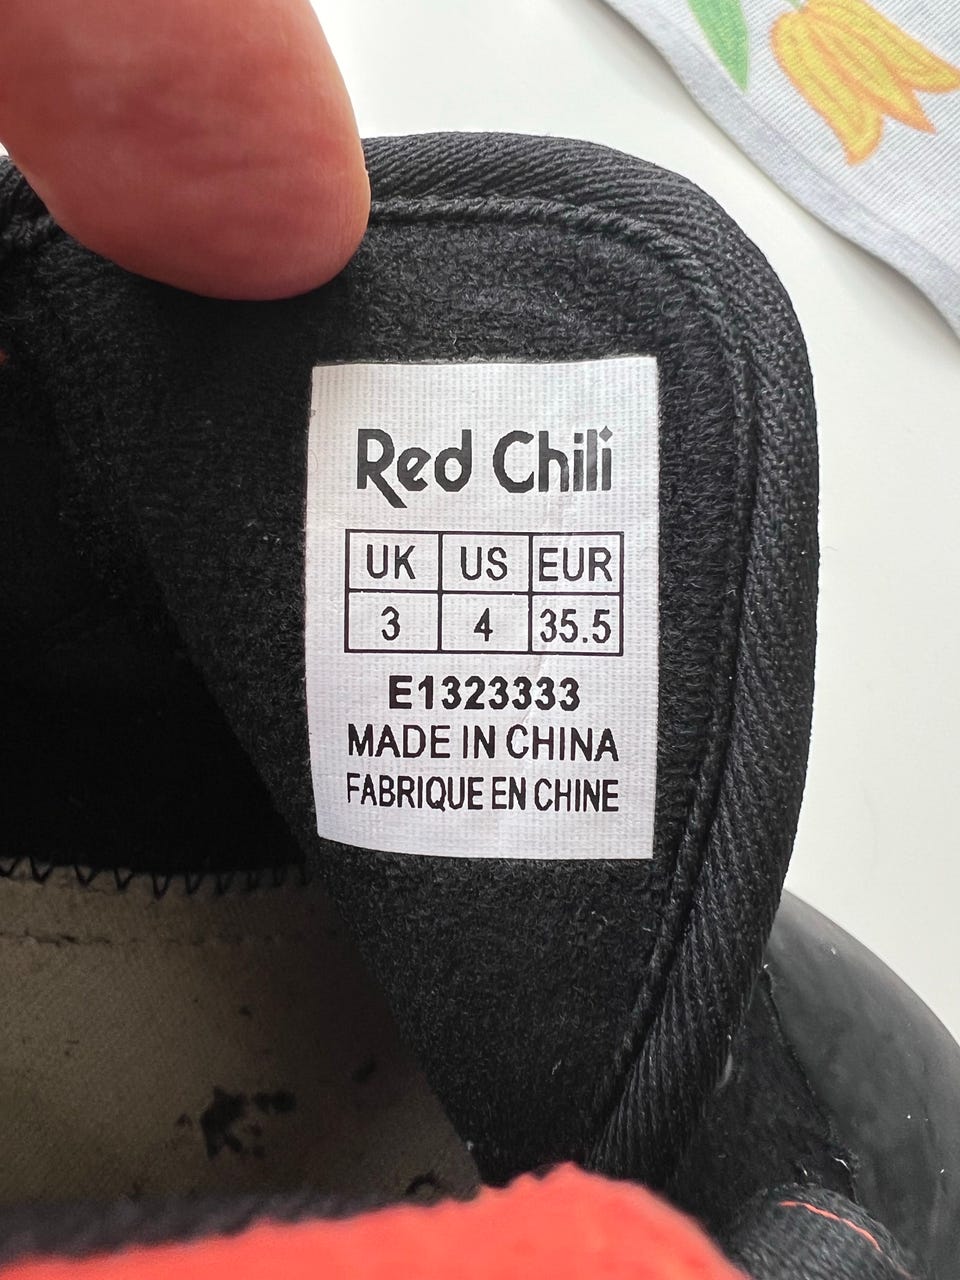 Red Chili
UK US EUR
3 4 35.5
E1323333
MADE IN CHINA
FABRIQUE EN CHINE